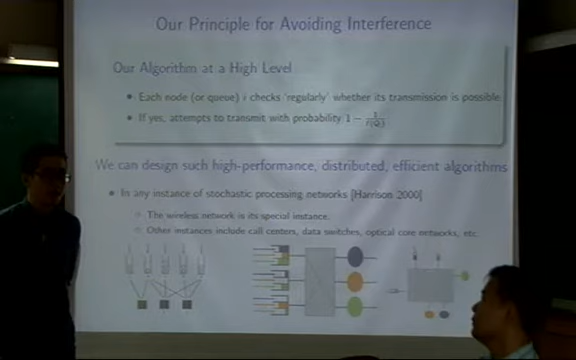 Our Principle for Avoiding Interference
Our Algorithm at a High Level
Each node (or queue) i checks 'regularly' whether its transmission is possible
If yes, attempts to transmit with probability 1 −
We can design such high-performance, distributed, efficient algorithms
In any instance of stochastic processing networks [Harrison 2000]
The wireless network is its special instance.
Other instances include call centers, data switches, optical core networks, etc.